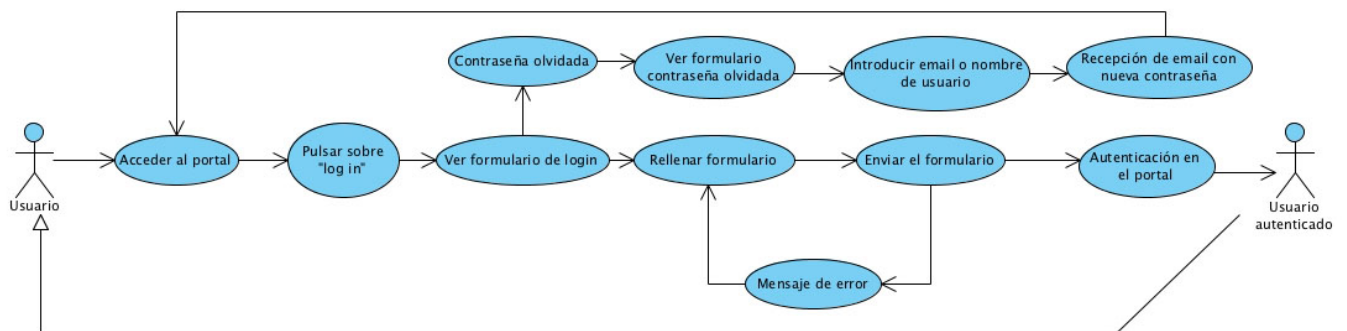 Contraseña olvidada
Ver formulario
contraseña olvidada
Introducir email o nombre
de usuario
Recepción de email con
nueva contraseña
Usuario
Acceder al portal
Pulsar sobre
"log in"
Ver formulario de login
Rellenar formulario
Enviar el formulario
Autenticación en
el portal
Usuario
autenticado
Mensaje de error